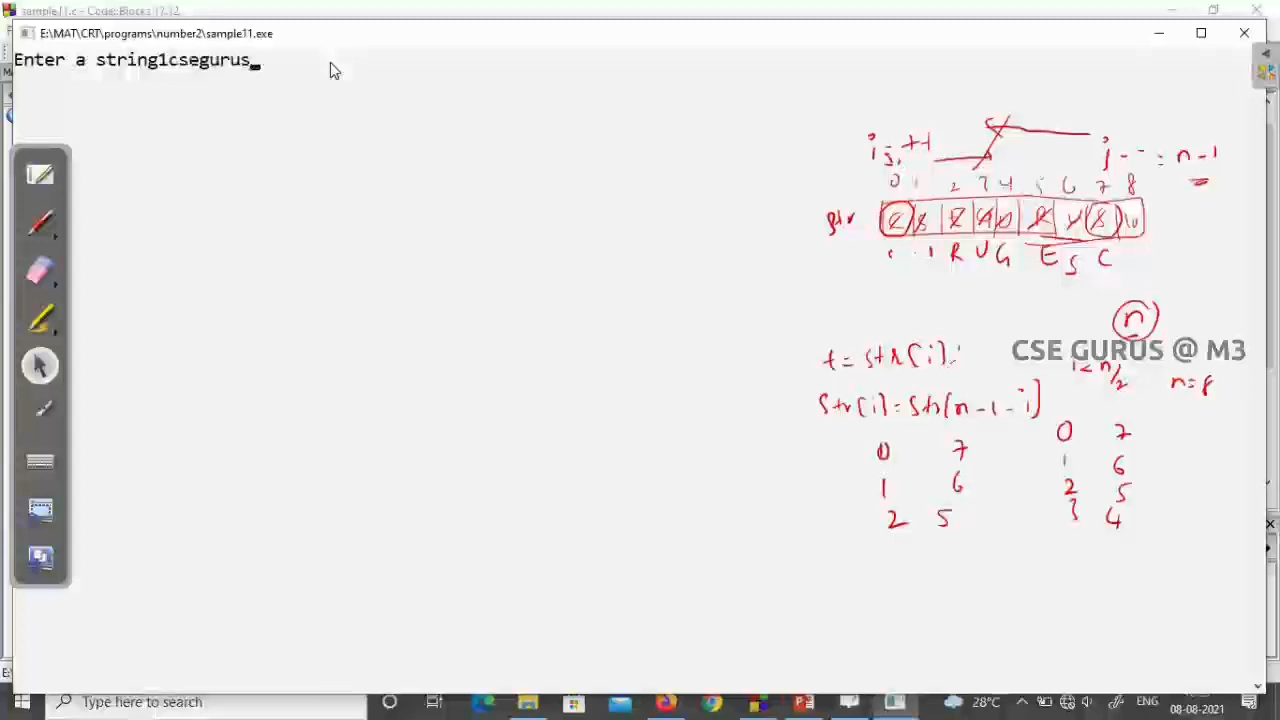 sample11.c - Code::Blocks 17.12
E:\MAT\CRT\programs\number2\sample11.exe
Enter a string1csegurus
i ++ j -- = n-1
0 1 2 3 4 5 6 7 8
str
R U G E S C
n
CSE GURUS @ M3
t = str[i];
i < n/2 n=8
str[i] = str[n-1-i]
0 7 0 7
1 6 1 6
2 5 2 5
3 4
Type here to search
28°C
ENG
08-08-2021